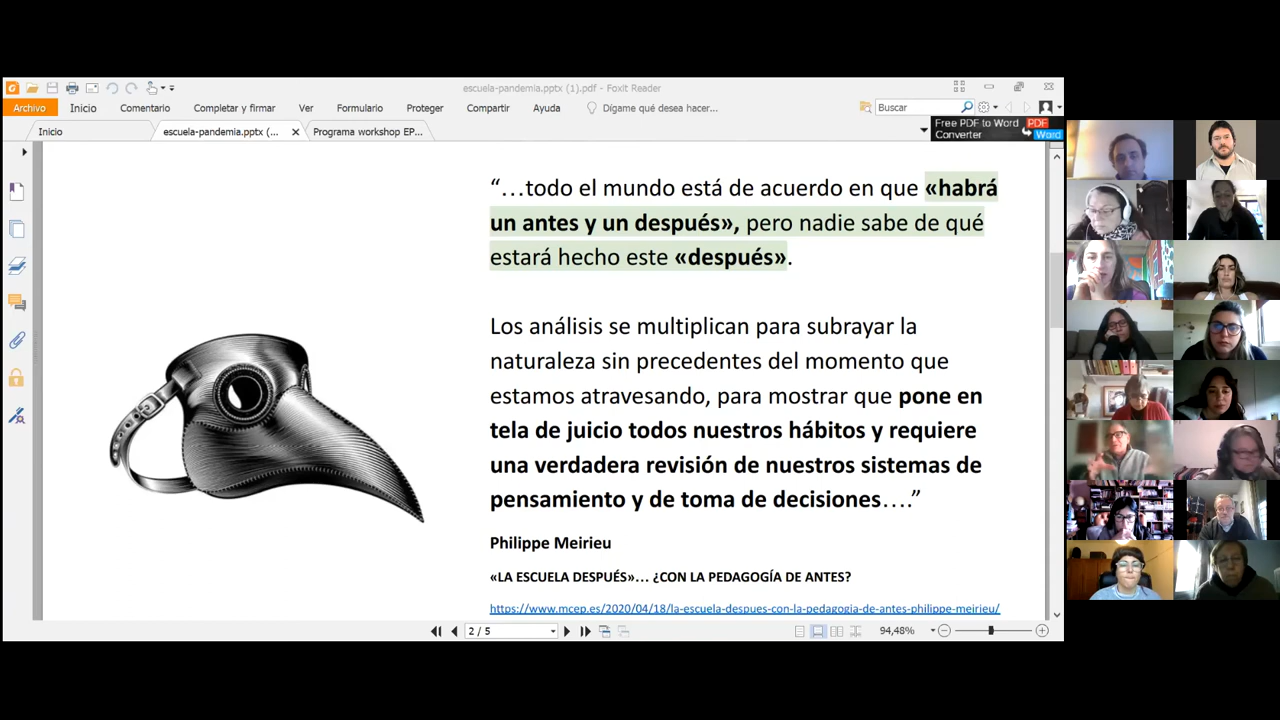 escuela-pandemia.pptx (1).pdf - Foxit Reader
Archivo Inicio Comentario Completar y firmar Ver Formulario Proteger Compartir Ayuda Dígame qué desea hacer... Buscar
Inicio escuela-pandemia.pptx (... Programa workshop EP...
Free PDF to Word PDF
Converter Word
“…todo el mundo está de acuerdo en que «habrá
un antes y un después», pero nadie sabe de qué
estará hecho este «después».
Los análisis se multiplican para subrayar la
naturaleza sin precedentes del momento que
estamos atravesando, para mostrar que pone en
tela de juicio todos nuestros hábitos y requiere
una verdadera revisión de nuestros sistemas de
pensamiento y de toma de decisiones….”
Philippe Meirieu
«LA ESCUELA DESPUÉS»… ¿CON LA PEDAGOGÍA DE ANTES?
https://www.mcep.es/2020/04/18/la-escuela-despues-con-la-pedagogia-de-antes-philippe-meirieu/
2 / 5 94,48%